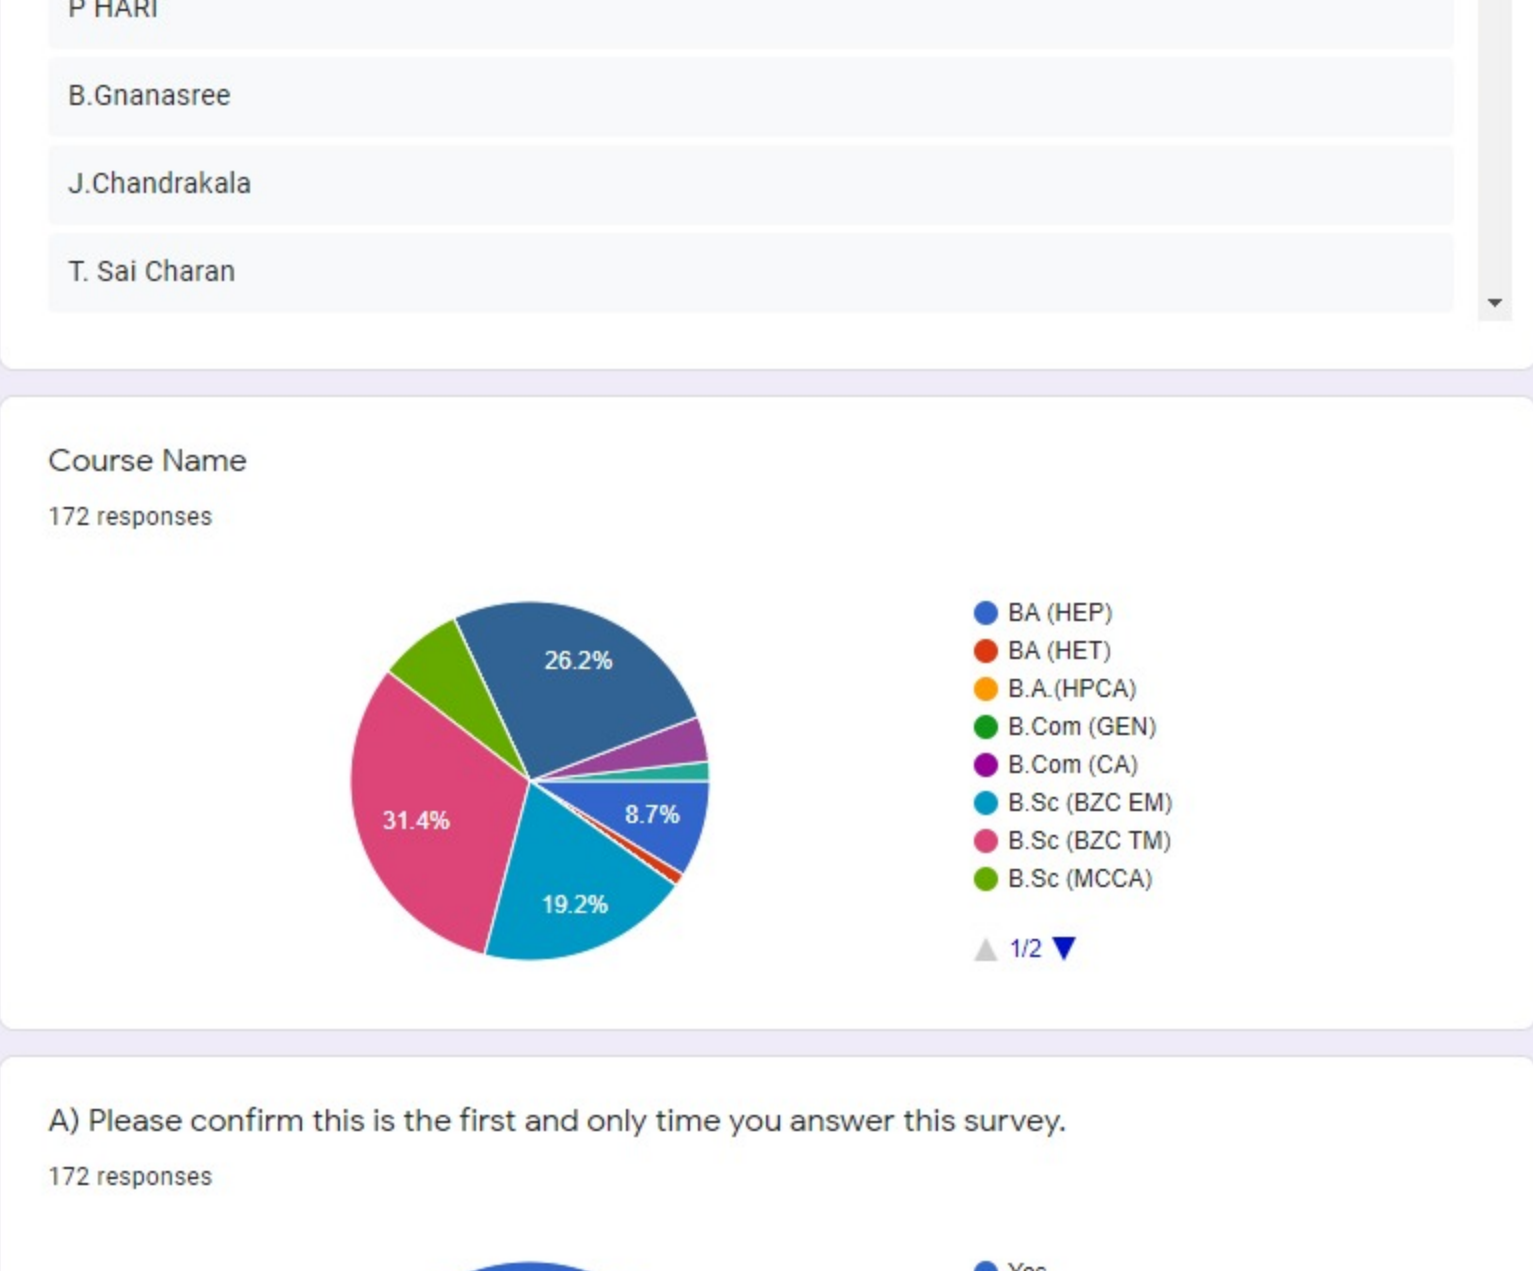 P HARI
B.Gnanasree
J.Chandrakala
T. Sai Charan
Course Name
172 responses
26.2%
8.7%
19.2%
31.4%
BA (HEP)
BA (HET)
B.A.(HPCA)
B.Com (GEN)
B.Com (CA)
B.Sc (BZC EM)
B.Sc (BZC TM)
B.Sc (MCCA)
1/2
A) Please confirm this is the first and only time you answer this survey.
172 responses
Yes